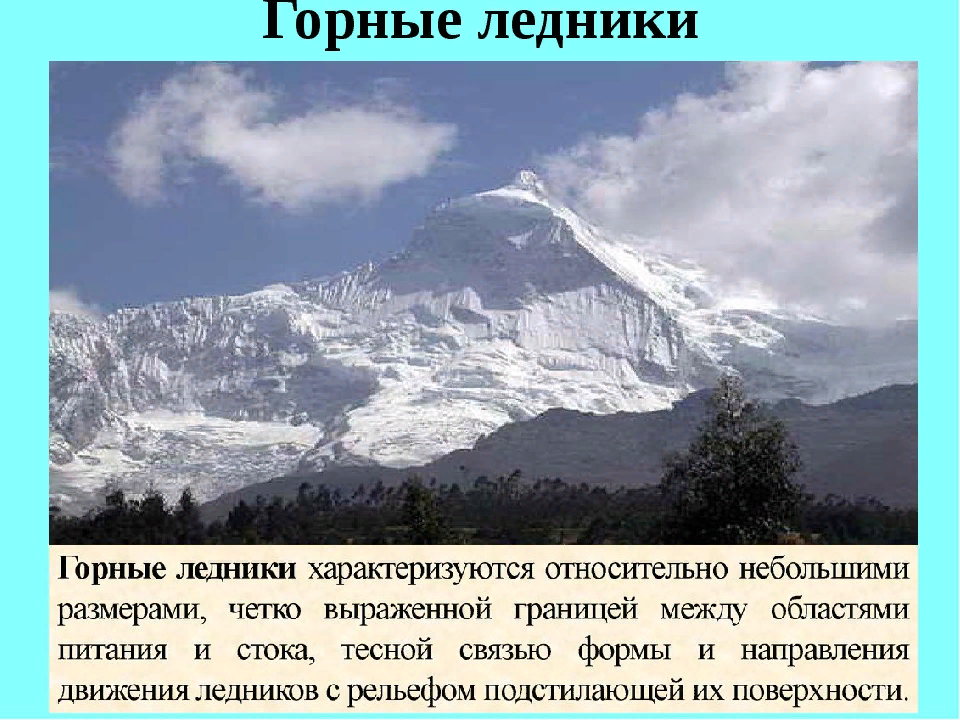 Горные ледники
Горные ледники характеризуются относительно небольшими
размерами, четко выраженной границей между областями
питания и стока, тесной связью формы и направления
движения ледников с рельефом подстилающей их поверхности.